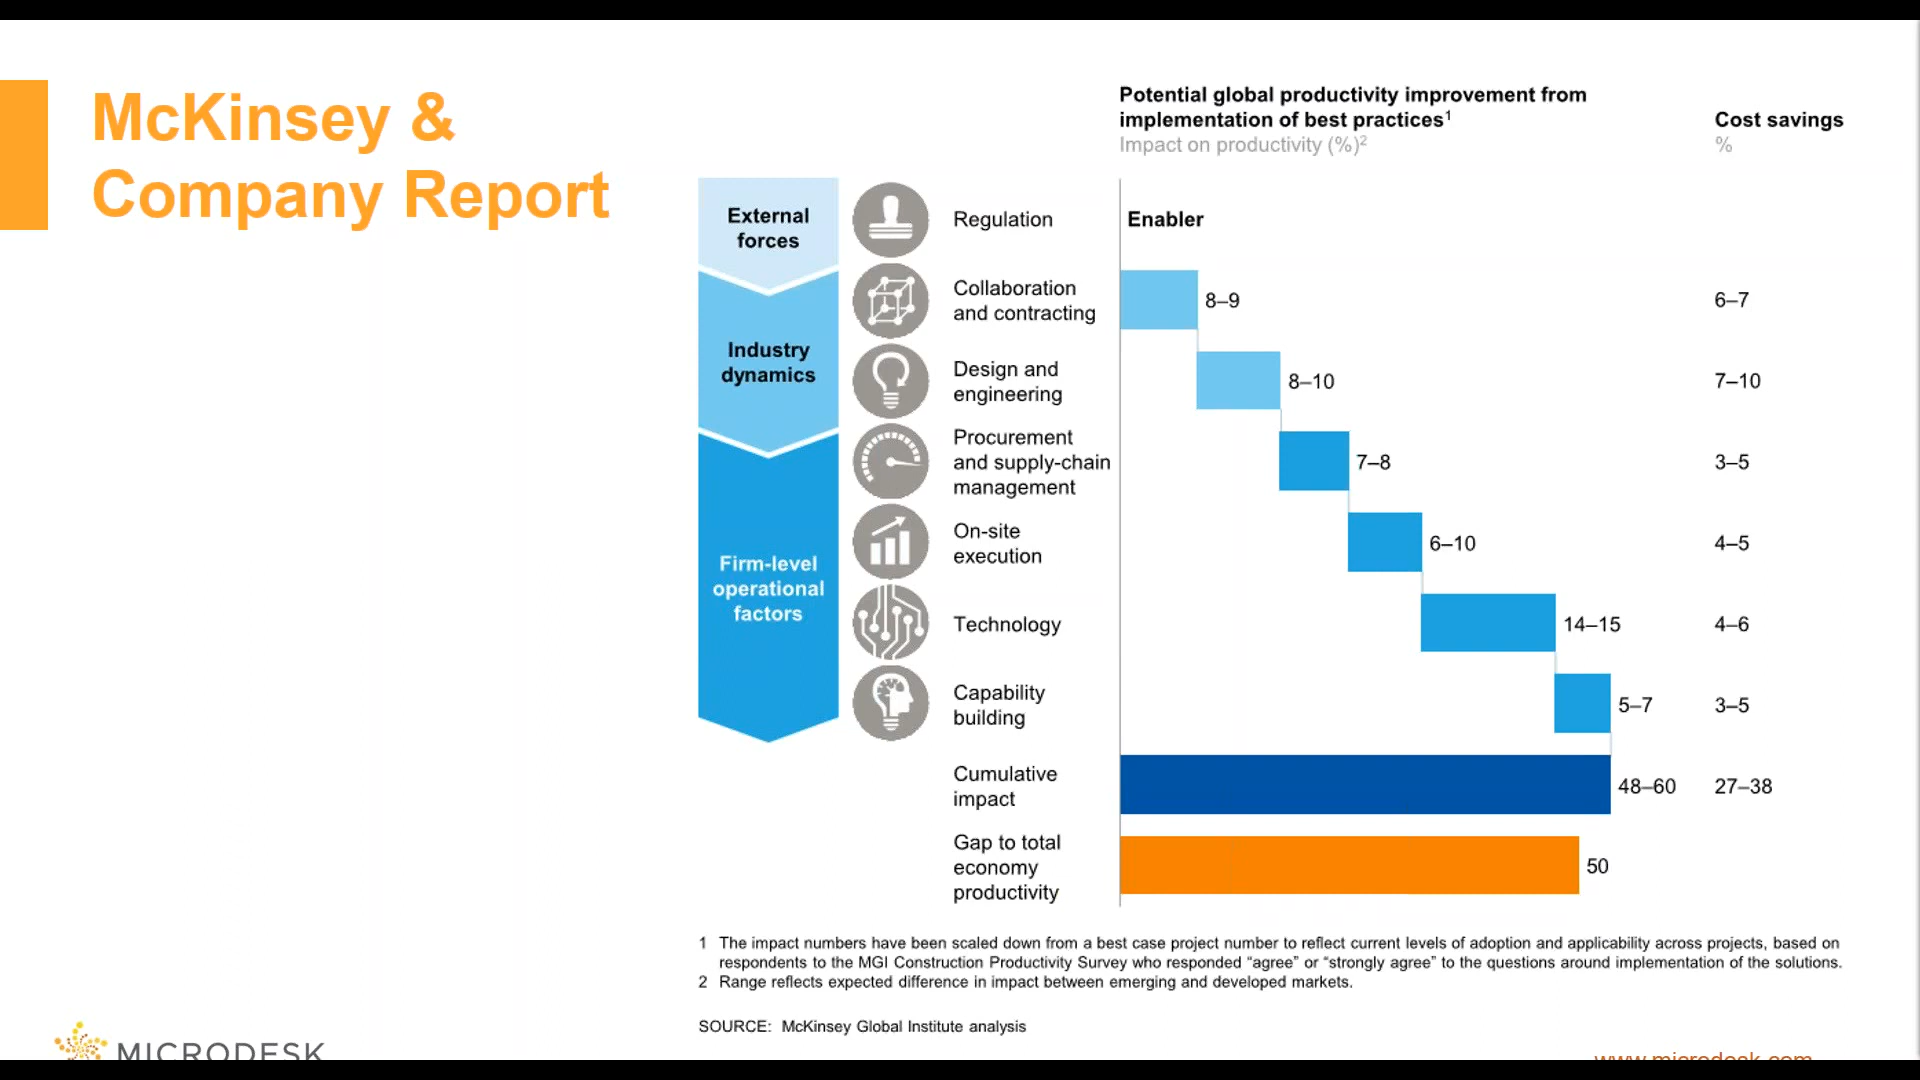 McKinsey &
Company Report
Potential global productivity improvement from
implementation of best practices¹
Impact on productivity (%)²
Cost savings
%
External
forces
Regulation
Enabler
Industry
dynamics
Collaboration
and contracting
8–9
6–7
Design and
engineering
8–10
7–10
Firm-level
operational
factors
Procurement
and supply-chain
management
7–8
3–5
On-site
execution
6–10
4–5
Technology
14–15
4–6
Capability
building
5–7
3–5
Cumulative
impact
48–60
27–38
Gap to total
economy
productivity
50
1 The impact numbers have been scaled down from a best case project number to reflect current levels of adoption and applicability across projects, based on
respondents to the MGI Construction Productivity Survey who responded “agree” or “strongly agree” to the questions around implementation of the solutions.
2 Range reflects expected difference in impact between emerging and developed markets.
SOURCE: McKinsey Global Institute analysis
MICRODESK
www.microdesk.com